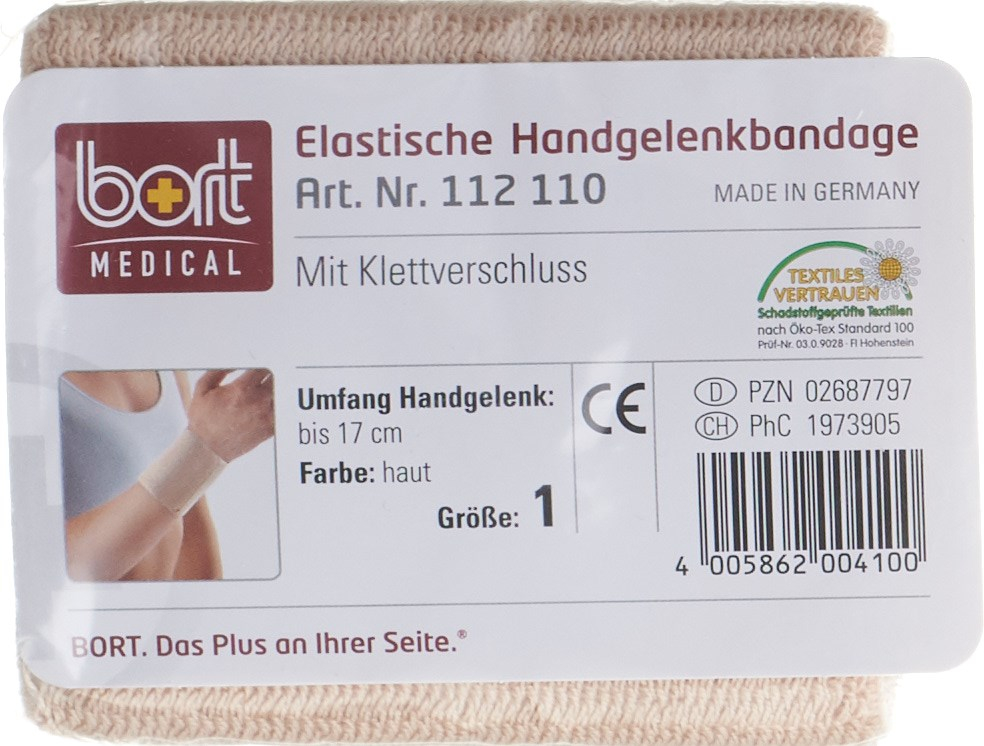 bort
MEDICAL
Elastische Handgelenkbandage
Art. Nr. 112 110
MADE IN GERMANY
Mit Klettverschluss
TEXTILES
VERTRAUEN
Schadstoffgeprüfte Textilien
nach Öko-Tex Standard 100
Prüf-Nr. 03.0.9028 · FI Hohenstein
Umfang Handgelenk:
bis 17 cm
Farbe: haut
Größe: 1
CE
D PZN 02687797
CH PhC 1973905
4 005862 004100
BORT. Das Plus an Ihrer Seite.®